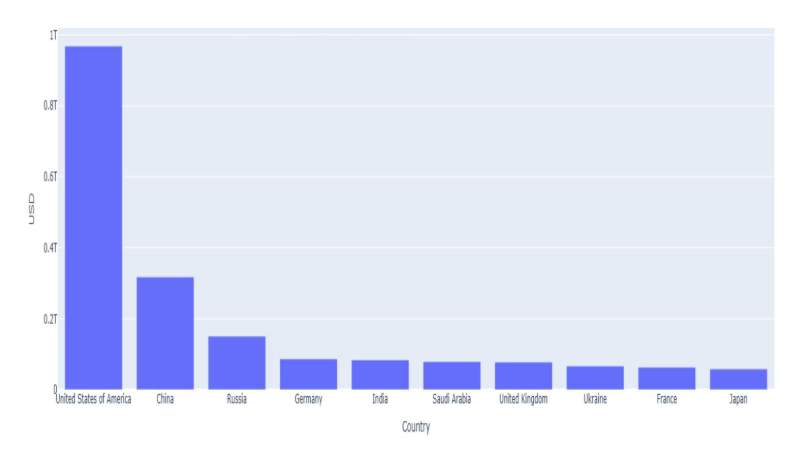 1T
0.8T
0.6T
0.4T
0.2T
0
USD
United States of America China Russia Germany India Saudi Arabia United Kingdom Ukraine France Japan
Country